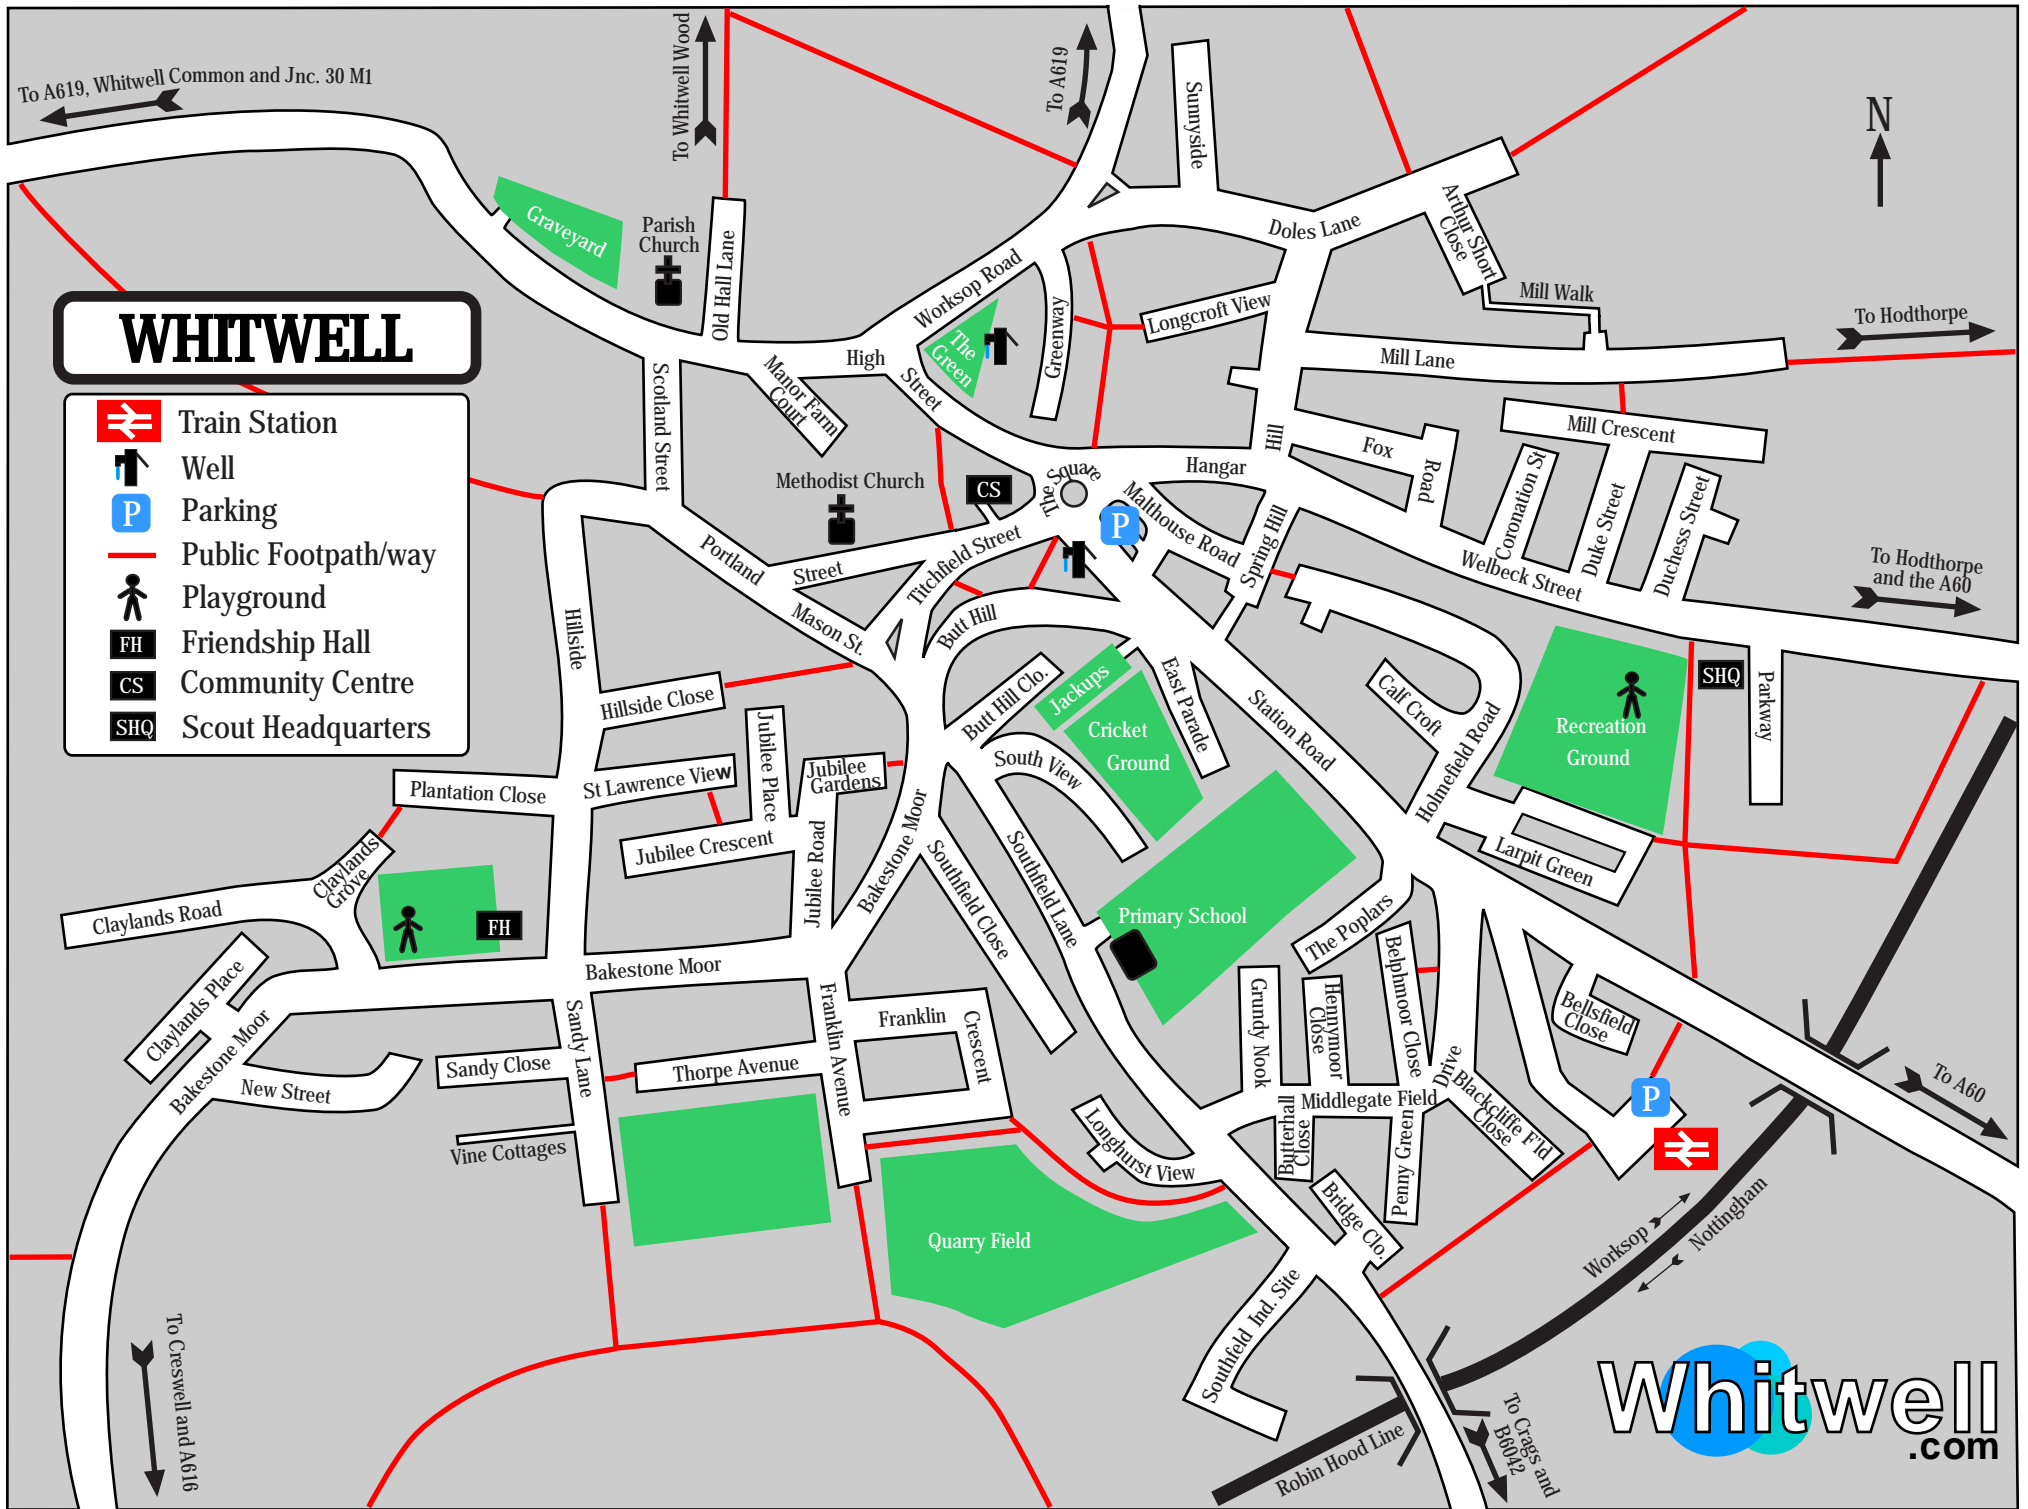 To A619, Whitwell Common and Jnc. 30 M1
To Whitwell Wood
To A619
Sunnyside
N
Graveyard
Parish
Church
Old Hall Lane
Worksop Road
Doles Lane
Arthur Short
Close
Mill Walk
To Hodthorpe
WHITWELL
Train Station
Well
P
Parking
Public Footpath/way
Playground
FH
Friendship Hall
CS
Community Centre
SHQ
Scout Headquarters
Scotland Street
Manor Farm
Court
High
Street
The
Green
Greenway
Longcroft View
Mill Lane
Mill Crescent
Hill
Fox
Road
Hangar
Coronation St
Duke Street
Duchess Street
Methodist Church
CS
The Square
P
Malthouse Road
Spring Hill
Welbeck Street
To Hodthorpe
and the A60
Portland
Street
Titchfield Street
Mason St.
Butt Hill
Hillside
Hillside Close
Butt Hill Clo.
Jackups
Cricket
Ground
East Parade
Station Road
Calf Croft
Holmefield Road
Recreation
Ground
SHQ
Parkway
Plantation Close
St Lawrence View
Jubilee Place
Jubilee
Gardens
South View
Jubilee Crescent
Jubilee Road
Bakestone Moor
Southfield Close
Southfield Lane
Larpit Green
Claylands
Grove
Claylands Road
FH
Primary School
The Poplars
Belphmoor Close
Claylands Place
Bakestone Moor
Bakestone Moor
Sandy Lane
Franklin Avenue
Franklin
Crescent
Grundy Nook
Hennymoor
Close
Drive
Bellsfield
Close
New Street
Sandy Close
Thorpe Avenue
Vine Cottages
Longhurst View
Middlegate Field
Butterhall
Close
Penny Green
Blackcliffe F'ld
Close
P
To A60
Quarry Field
Bridge Clo.
Southfeld Ind. Site
Worksop
Nottingham
To Creswell and A616
Robin Hood Line
To Crags and
B6042
Whitwell
.com